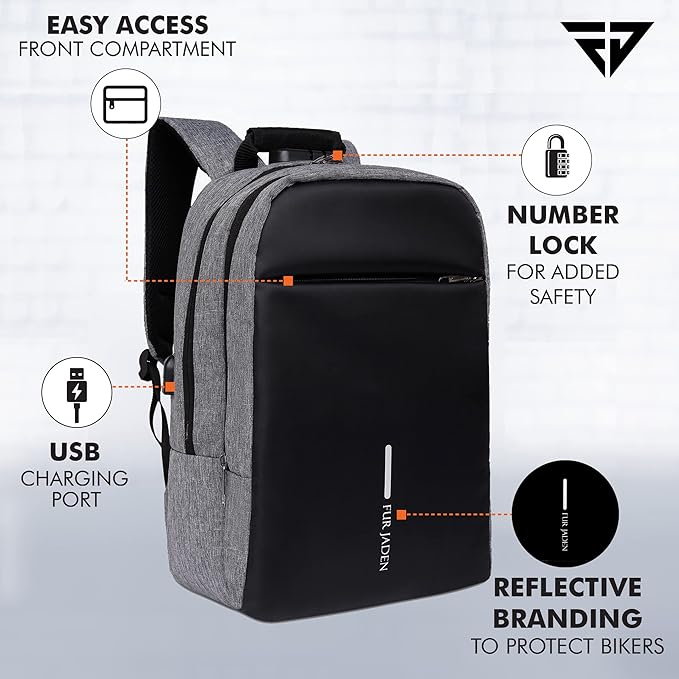 EASY ACCESS
FRONT COMPARTMENT
NUMBER
LOCK
FOR ADDED
SAFETY
USB
CHARGING
PORT
FUR JADEN
FUR JADEN
REFLECTIVE
BRANDING
TO PROTECT BIKERS